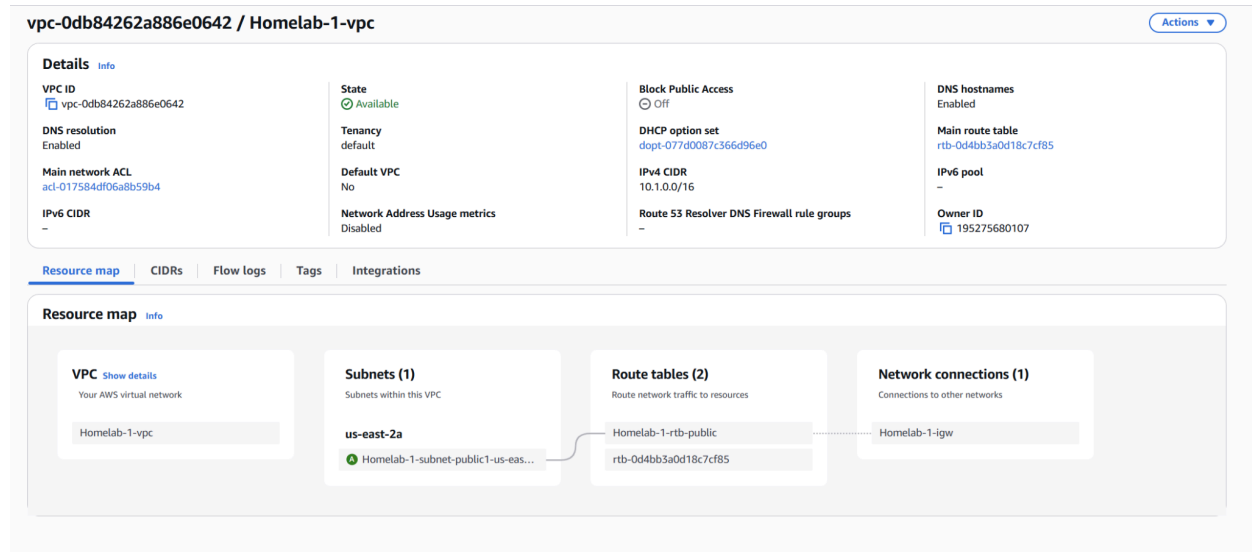 vpc-0db84262a886e0642 / Homelab-1-vpc
Actions
Details Info
VPC ID
vpc-0db84262a886e0642
State
Available
Block Public Access
Off
DNS hostnames
Enabled
DNS resolution
Enabled
Tenancy
default
DHCP option set
dopt-077d0087c366d96e0
Main route table
rtb-0d4bb3a0d18c7cf85
Main network ACL
acl-017584df06a8b59b4
Default VPC
No
IPv4 CIDR
10.1.0.0/16
IPv6 pool
–
IPv6 CIDR
–
Network Address Usage metrics
Disabled
Route 53 Resolver DNS Firewall rule groups
–
Owner ID
195275680107
Resource map
CIDRs
Flow logs
Tags
Integrations
Resource map Info
VPC Show details
Your AWS virtual network
Homelab-1-vpc
Subnets (1)
Subnets within this VPC
us-east-2a
A Homelab-1-subnet-public1-us-eas...
Route tables (2)
Route network traffic to resources
Homelab-1-rtb-public
rtb-0d4bb3a0d18c7cf85
Network connections (1)
Connections to other networks
Homelab-1-igw